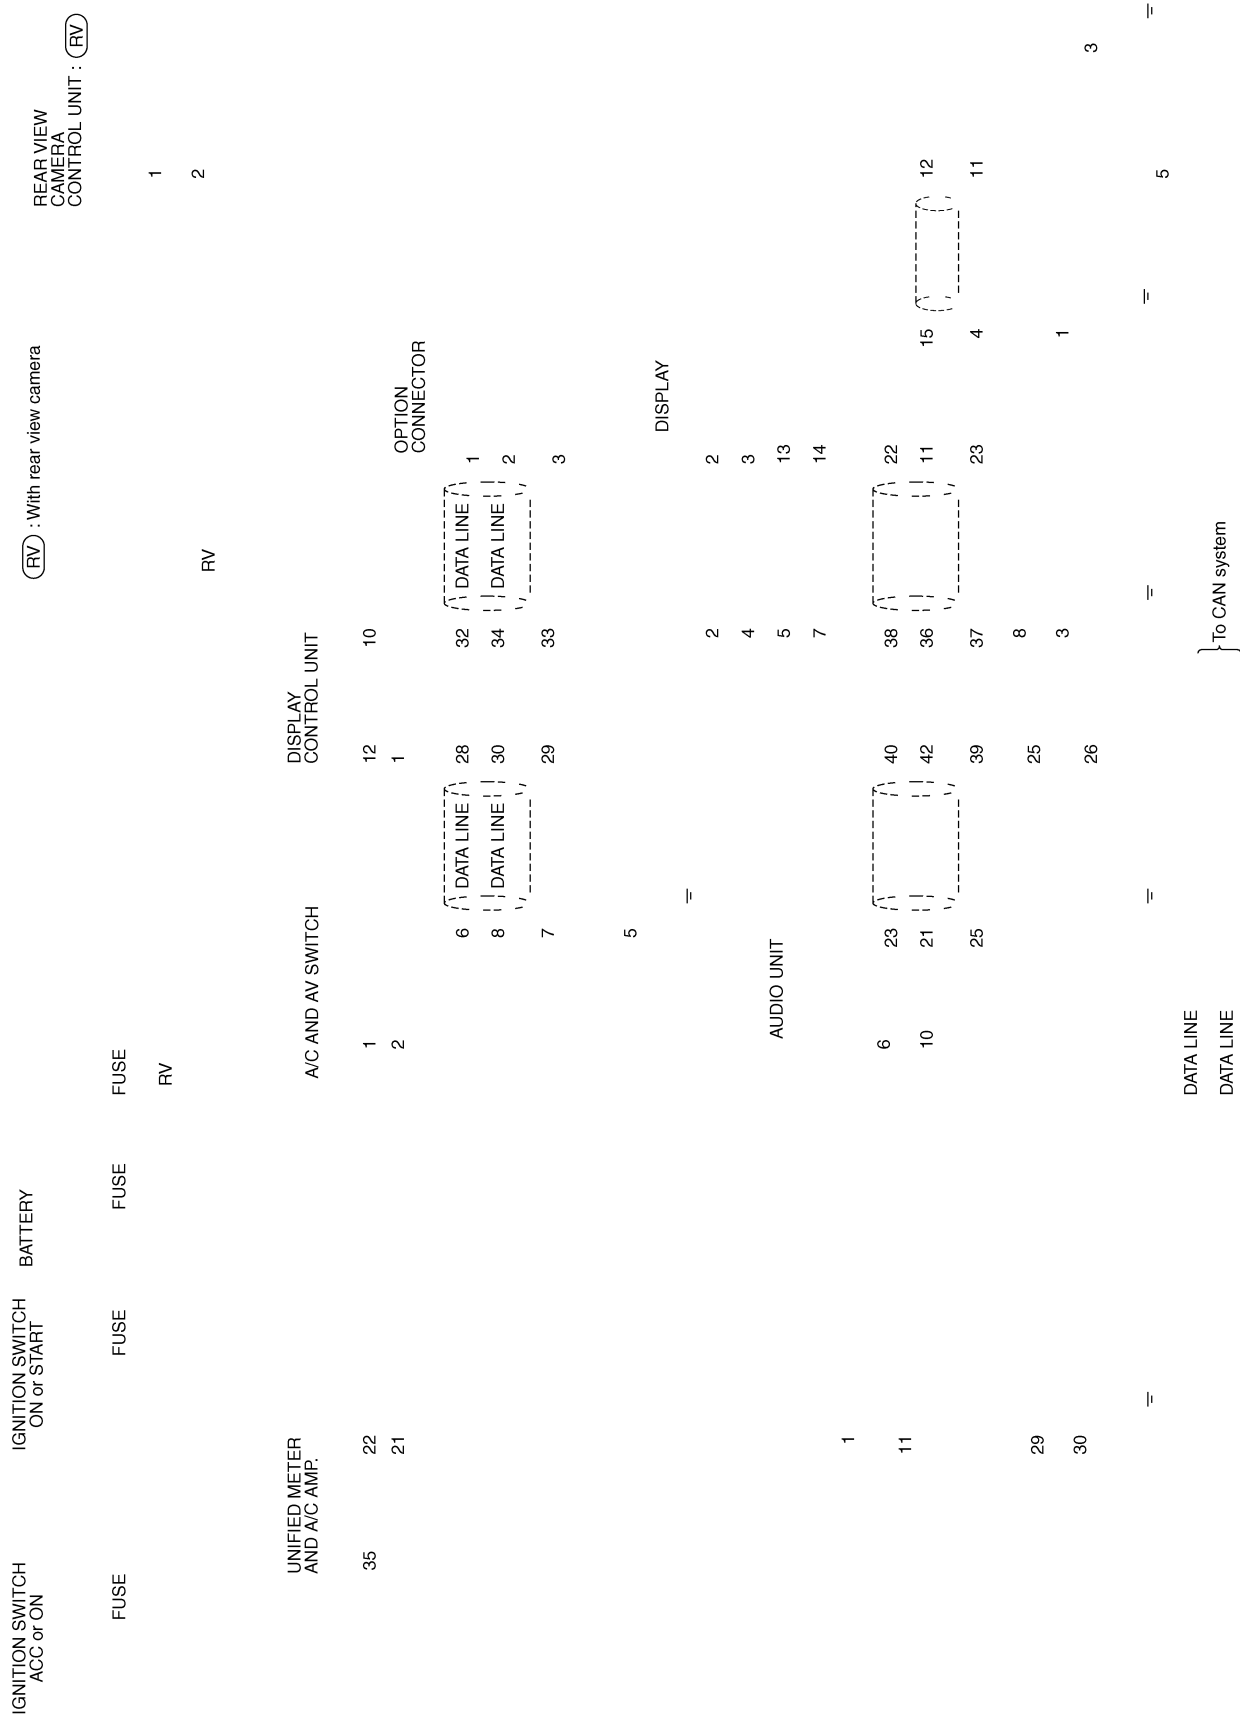 IGNITION SWITCH
ACC or ON
IGNITION SWITCH
ON or START
BATTERY
RV : With rear view camera
REAR VIEW
CAMERA
CONTROL UNIT : RV
FUSE
FUSE
FUSE
FUSE
RV
1
RV
2
UNIFIED METER
AND A/C AMP.
A/C AND AV SWITCH
DISPLAY
CONTROL UNIT
35
22
1
12
10
21
2
1
OPTION
CONNECTOR
6
DATA LINE
28
32
DATA LINE
1
8
DATA LINE
30
34
DATA LINE
2
7
29
33
3
5
DISPLAY
2
2
4
3
AUDIO UNIT
5
13
7
14
1
6
23
40
38
22
11
10
21
42
36
11
15
12
25
39
37
23
4
11
8
29
25
3
1
30
26
3
5
DATA LINE
DATA LINE
To CAN system